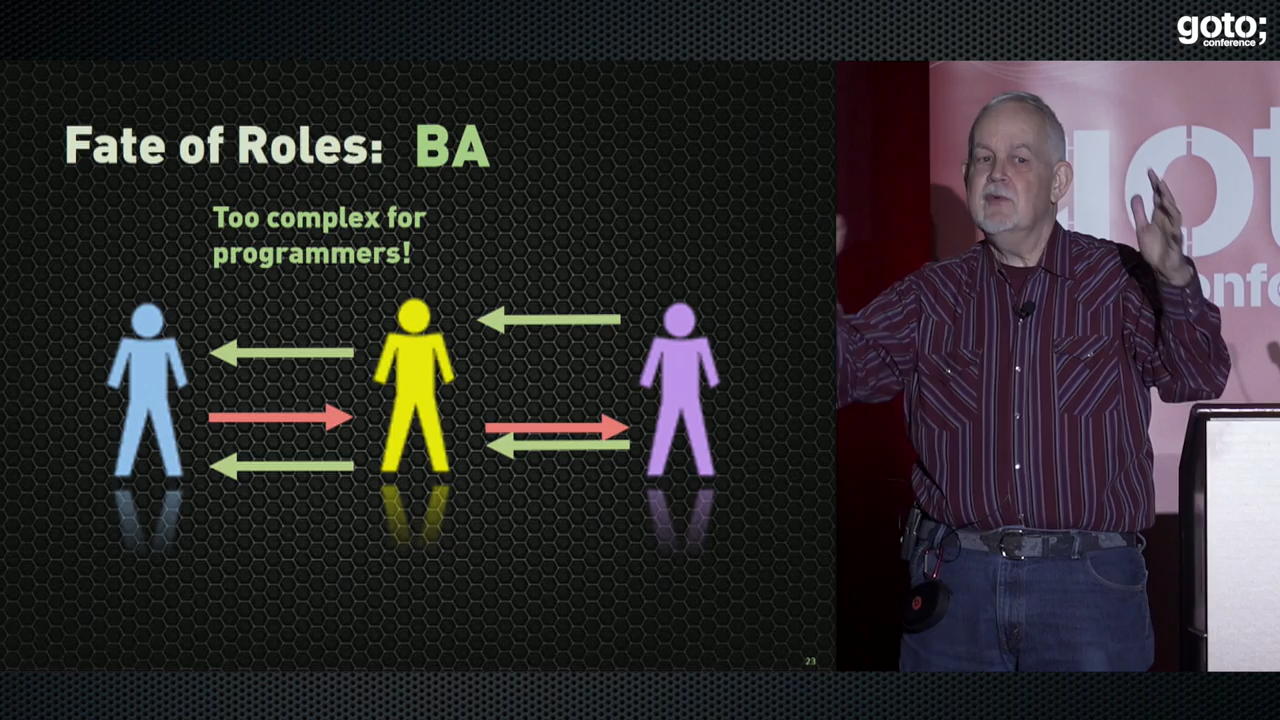 goto;
conference
Fate of Roles: BA
Too complex for
programmers!
23